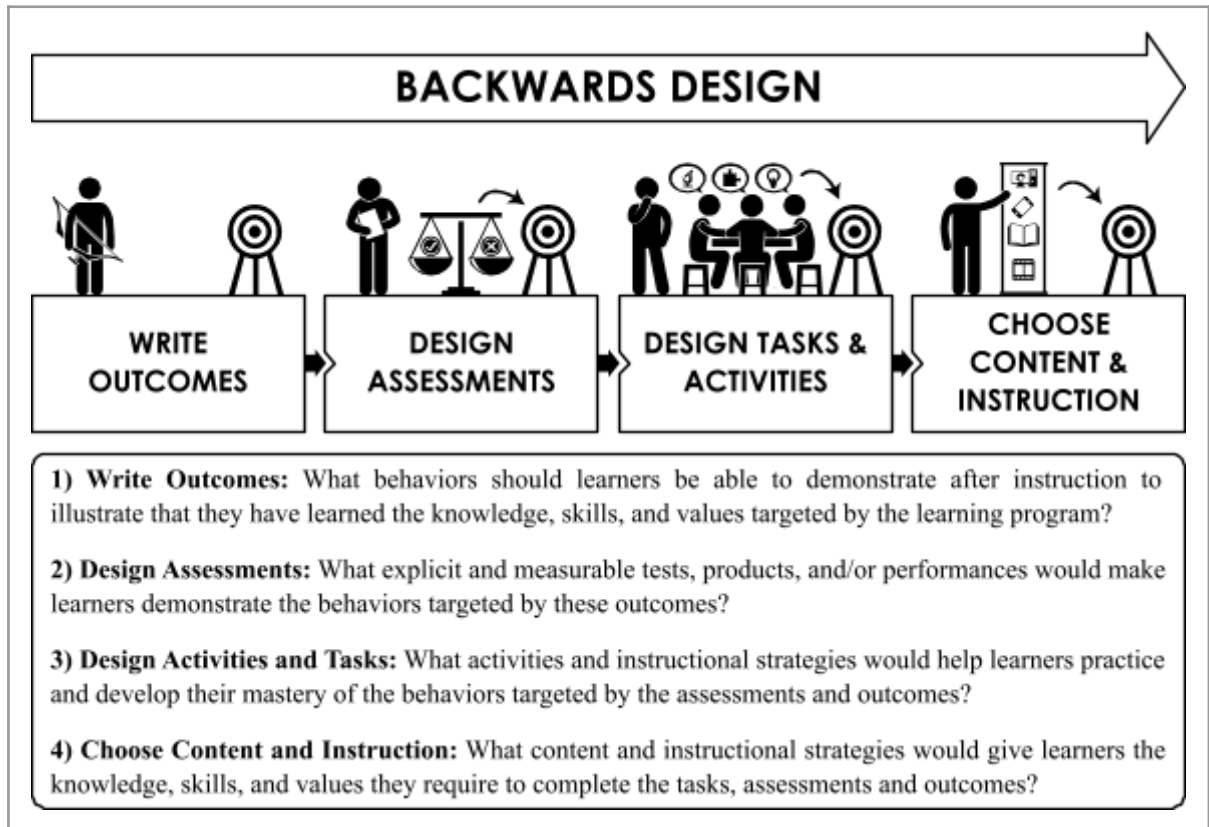 BACKWARDS DESIGN
WRITE
OUTCOMES
DESIGN
ASSESSMENTS
DESIGN TASKS &
ACTIVITIES
CHOOSE
CONTENT &
INSTRUCTION
1) Write Outcomes: What behaviors should learners be able to demonstrate after instruction to
illustrate that they have learned the knowledge, skills, and values targeted by the learning program?
2) Design Assessments: What explicit and measurable tests, products, and/or performances would make
learners demonstrate the behaviors targeted by these outcomes?
3) Design Activities and Tasks: What activities and instructional strategies would help learners practice
and develop their mastery of the behaviors targeted by the assessments and outcomes?
4) Choose Content and Instruction: What content and instructional strategies would give learners the
knowledge, skills, and values they require to complete the tasks, assessments and outcomes?